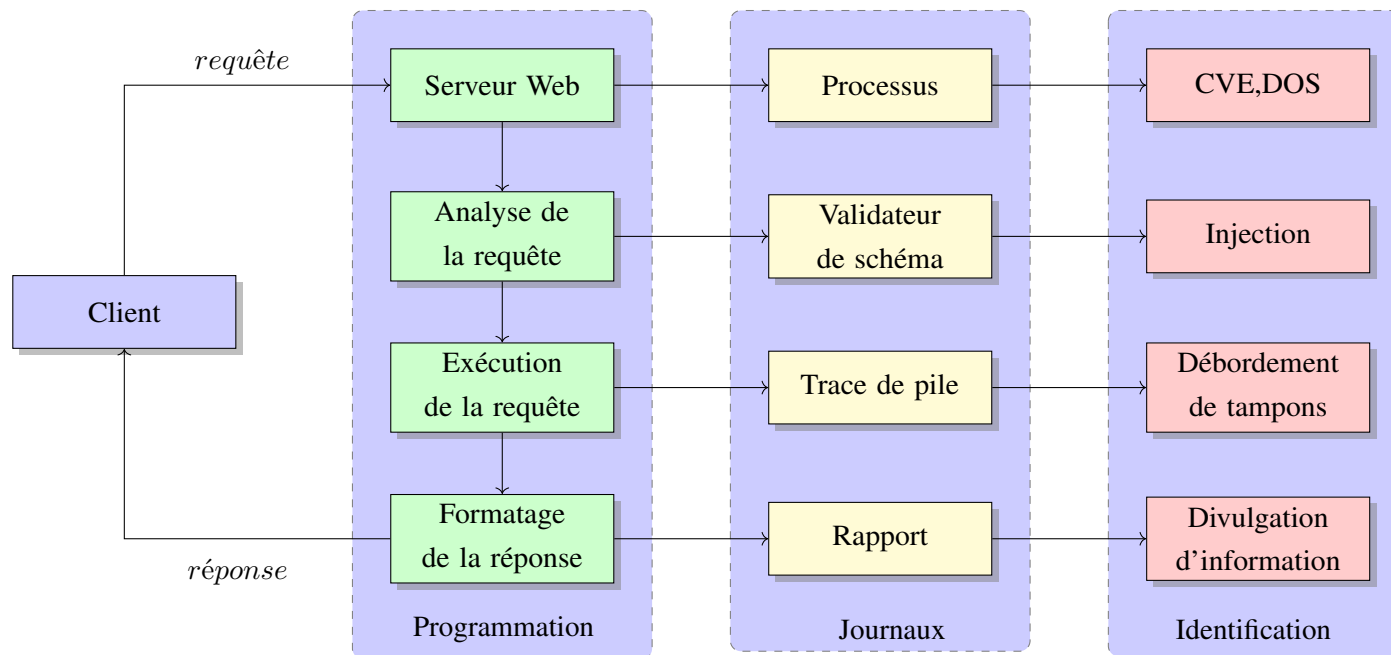 requête
Serveur Web
Processus
CVE,DOS
Analyse de
la requête
Validateur
de schéma
Injection
Client
Exécution
de la requête
Trace de pile
Débordement
de tampons
Formatage
de la réponse
Rapport
Divulgation
d'information
réponse
Programmation
Journaux
Identification